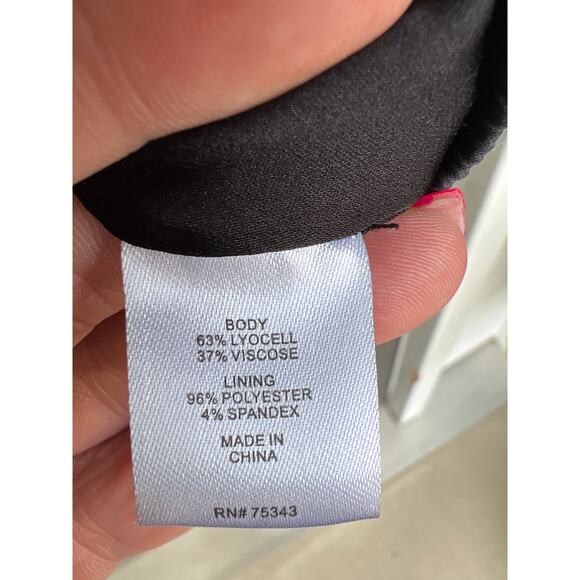 BODY
63% LYOCELL
37% VISCOSE
LINING
96% POLYESTER
4% SPANDEX
MADE IN
CHINA
RN# 75343